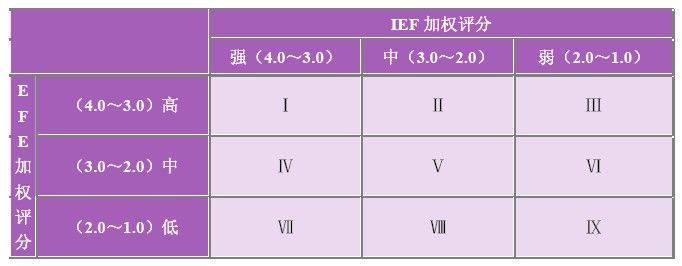 IEF 加权评分
强（4.0～3.0） 中（3.0～2.0） 弱（2.0～1.0）
EFE加权评分
（4.0～3.0）高 Ⅰ Ⅱ Ⅲ
（3.0～2.0）中 Ⅳ Ⅴ Ⅵ
（2.0～1.0）低 Ⅶ Ⅷ Ⅸ